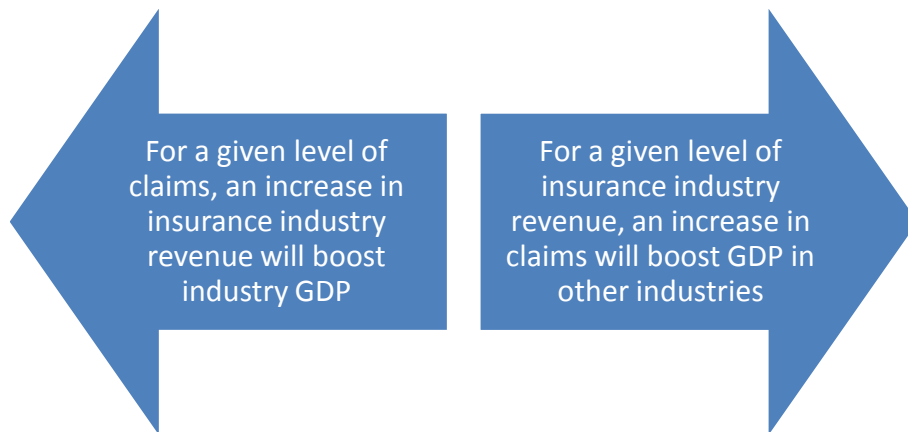 For a given level of
claims, an increase in
insurance industry
revenue will boost
industry GDP
For a given level of
insurance industry
revenue, an increase in
claims will boost GDP in
other industries